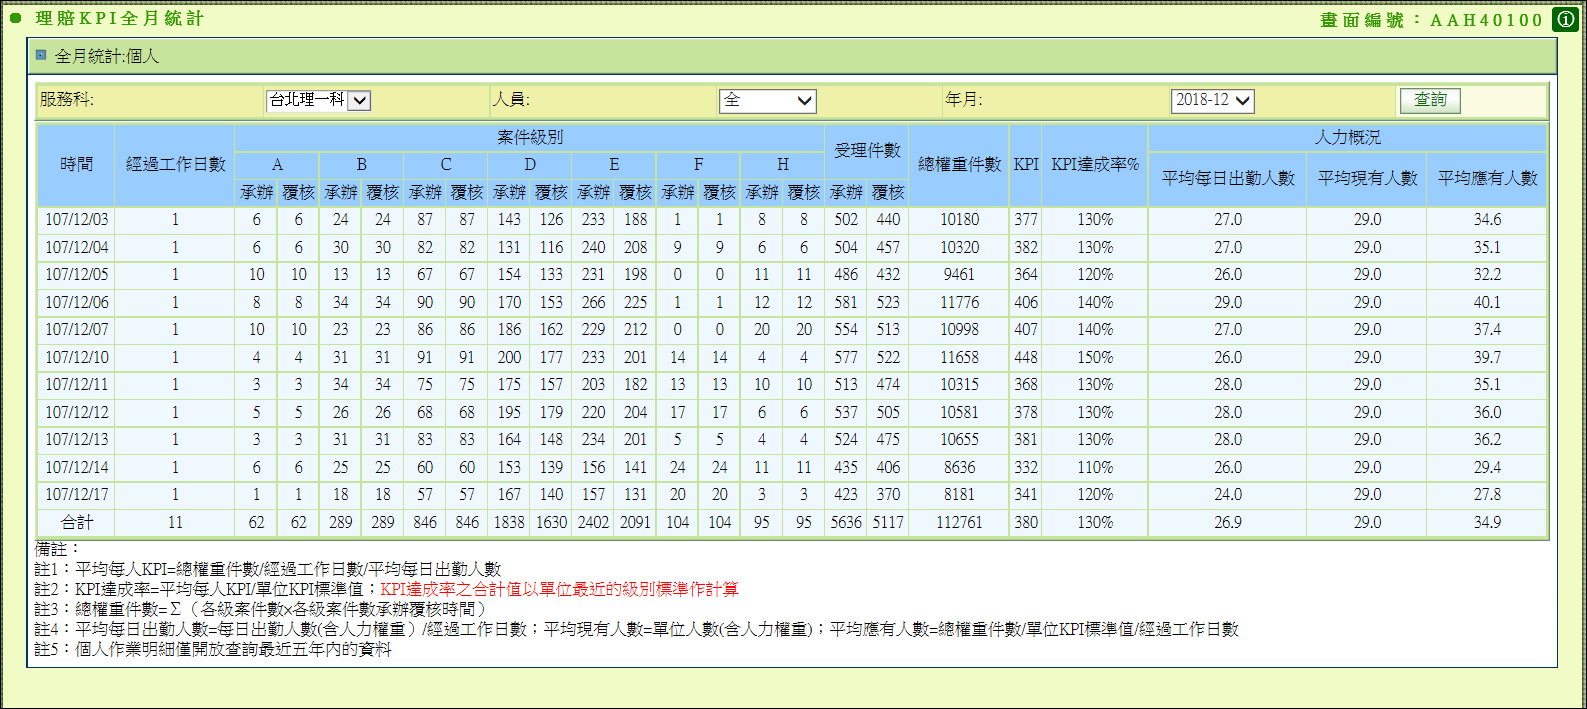 理賠KPI全月統計
畫面編號：AAH40100
全月統計:個人
服務科: 台北理一科 人員: 全 年月: 2018-12 查詢
時間 經過工作日數 案件級別 受理件數 總權重件數 KPI KPI達成率% 人力概況
A B C D E F H 平均每日出勤人數 平均現有人數 平均應有人數
承辦 覆核 承辦 覆核 承辦 覆核 承辦 覆核 承辦 覆核 承辦 覆核 承辦 覆核 承辦 覆核
107/12/03 1 6 6 24 24 87 87 143 126 233 188 1 1 8 8 502 440 10180 377 130% 27.0 29.0 34.6
107/12/04 1 6 6 30 30 82 82 131 116 240 208 9 9 6 6 504 457 10320 382 130% 27.0 29.0 35.1
107/12/05 1 10 10 13 13 67 67 154 133 231 198 0 0 11 11 486 432 9461 364 120% 26.0 29.0 32.2
107/12/06 1 8 8 34 34 90 90 170 153 266 225 1 1 12 12 581 523 11776 406 140% 29.0 29.0 40.1
107/12/07 1 10 10 23 23 86 86 186 162 229 212 0 0 20 20 554 513 10998 407 140% 27.0 29.0 37.4
107/12/10 1 4 4 31 31 91 91 200 177 233 201 14 14 4 4 577 522 11658 448 150% 26.0 29.0 39.7
107/12/11 1 3 3 34 34 75 75 175 157 203 182 13 13 10 10 513 474 10315 368 130% 28.0 29.0 35.1
107/12/12 1 5 5 26 26 68 68 195 179 220 204 17 17 6 6 537 505 10581 378 130% 28.0 29.0 36.0
107/12/13 1 3 3 31 31 83 83 164 148 234 201 5 5 4 4 524 475 10655 381 130% 28.0 29.0 36.2
107/12/14 1 6 6 25 25 60 60 153 139 156 141 24 24 11 11 435 406 8636 332 110% 26.0 29.0 29.4
107/12/17 1 1 1 18 18 57 57 167 140 157 131 20 20 3 3 423 370 8181 341 120% 24.0 29.0 27.8
合計 11 62 62 289 289 846 846 1838 1630 2402 2091 104 104 95 95 5636 5117 112761 380 130% 26.9 29.0 34.9
備註：
註1：平均每人KPI=總權重件數/經過工作日數/平均每日出勤人數
註2：KPI達成率=平均每人KPI/單位KPI標準值；KPI達成率之合計值以單位最近的級別標準作計算
註3：總權重件數=Σ（各級案件數×各級案件數承辦覆核時間）
註4：平均每日出勤人數=每日出勤人數(含人力權重）/經過工作日數；平均現有人數=單位人數(含人力權重)；平均應有人數=總權重件數/單位KPI標準值/經過工作日數
註5：個人作業明細僅開放查詢最近五年內的資料